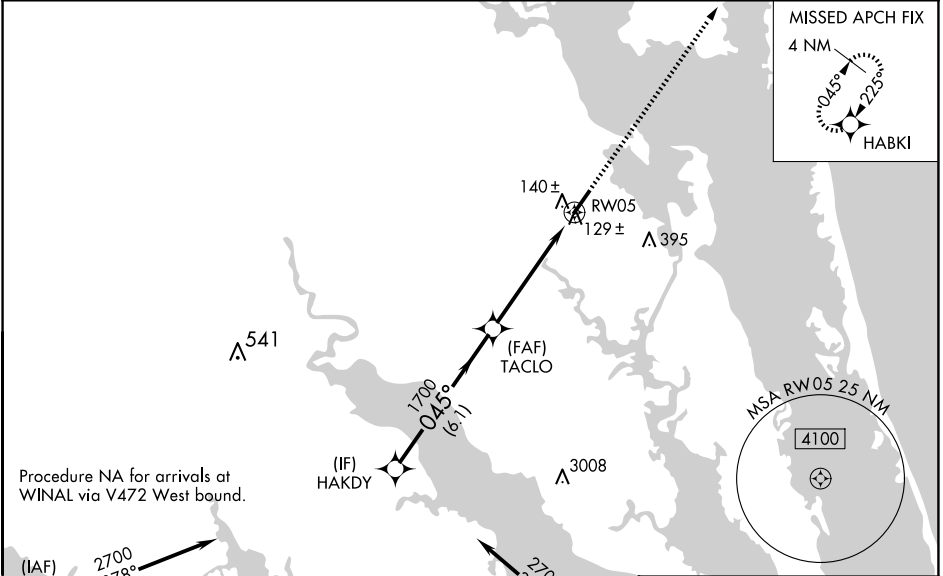 MISSED APCH FIX
4 NM
045°
225°
HABKI
140 ±
RW05
129 ±
395
541
(FAF)
TACLO
1700
045°
(6.1)
MSA RW05 25 NM
4100
(IF)
HAKDY
3008
Procedure NA for arrivals at
WINAL via V472 West bound.
(IAF)
2700
078°